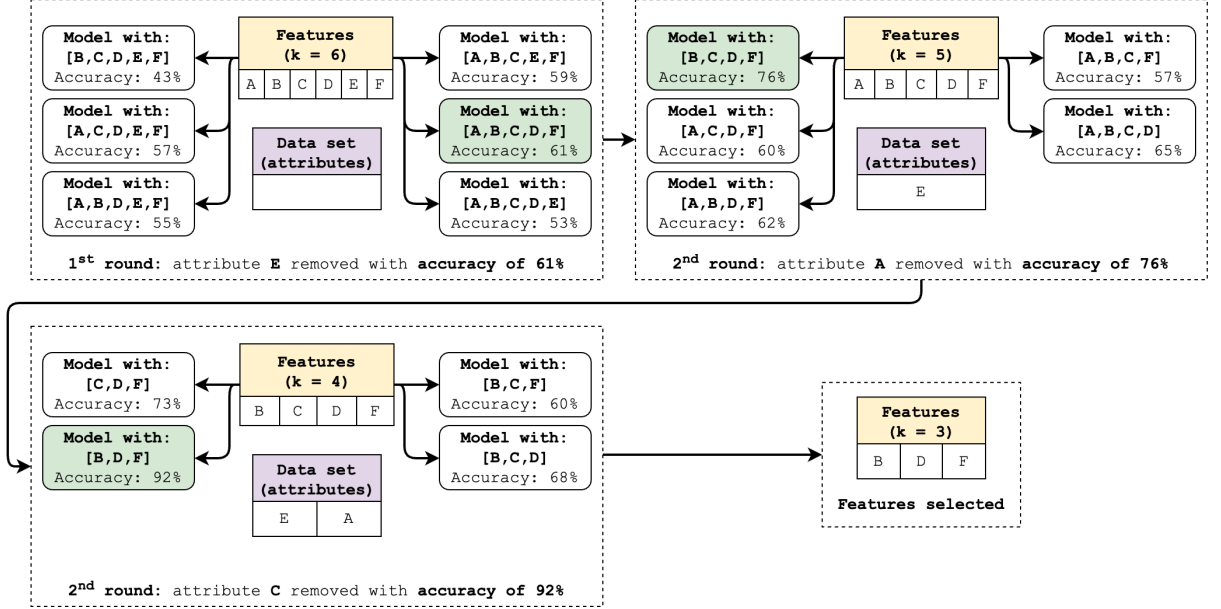 Model with:
[B,C,D,E,F]
Accuracy: 43%
Model with:
[A,C,D,E,F]
Accuracy: 57%
Model with:
[A,B,D,E,F]
Accuracy: 55%
Features
(k = 6)
A B C D E F
Data set
(attributes)
Model with:
[A,B,C,E,F]
Accuracy: 59%
Model with:
[A,B,C,D,F]
Accuracy: 61%
Model with:
[A,B,C,D,E]
Accuracy: 53%
1st round: attribute E removed with accuracy of 61%
Model with:
[B,C,D,F]
Accuracy: 76%
Model with:
[A,C,D,F]
Accuracy: 60%
Model with:
[A,B,D,F]
Accuracy: 62%
Features
(k = 5)
A B C D F
Data set
(attributes)
E
Model with:
[A,B,C,F]
Accuracy: 57%
Model with:
[A,B,C,D]
Accuracy: 65%
2nd round: attribute A removed with accuracy of 76%
Model with:
[C,D,F]
Accuracy: 73%
Model with:
[B,D,F]
Accuracy: 92%
Features
(k = 4)
B C D F
Data set
(attributes)
E A
Model with:
[B,C,F]
Accuracy: 60%
Model with:
[B,C,D]
Accuracy: 68%
2nd round: attribute C removed with accuracy of 92%
Features
(k = 3)
B D F
Features selected